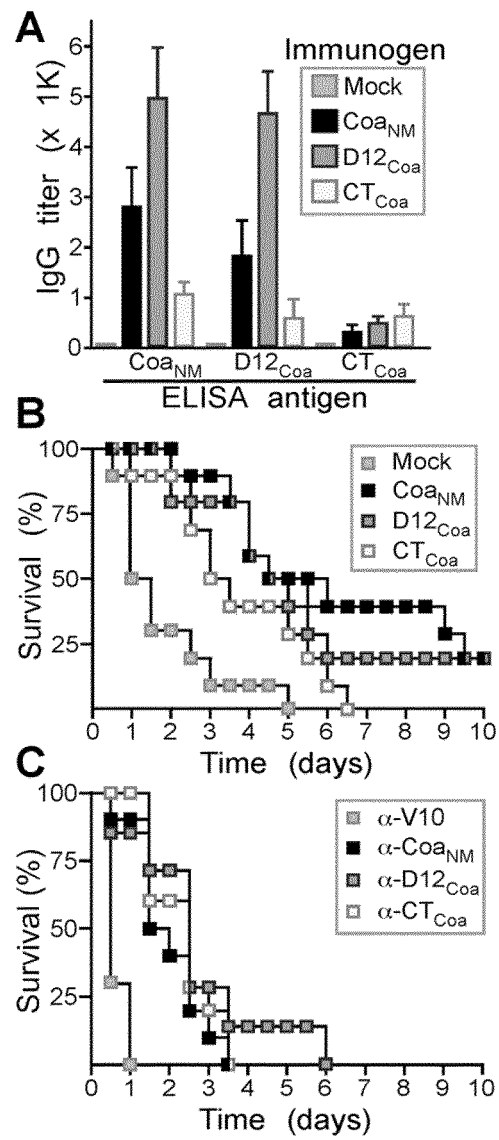 A
IgG titer (x 1K)
6
5
4
3
2
1
0
Immunogen
Mock
CoaNM
D12Coa
CTCoa
CoaNM D12Coa CTCoa
ELISA antigen
B
Survival (%)
100
75
50
25
Mock
CoaNM
D12Coa
CTCoa
0 1 2 3 4 5 6 7 8 9 10
Time (days)
C
Survival (%)
100
75
50
25
α-V10
α-CoaNM
α-D12Coa
α-CTCoa
0 1 2 3 4 5 6 7 8 9 10
Time (days)